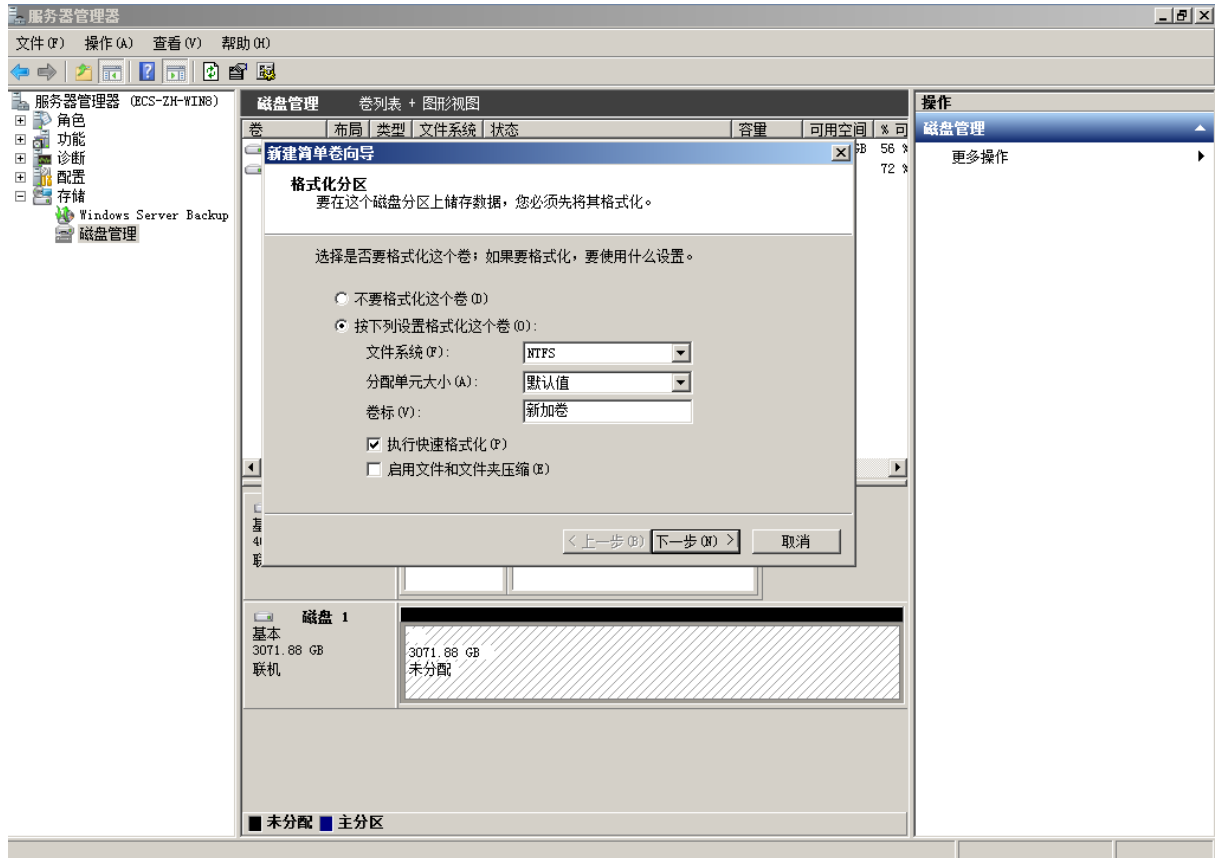 服务器管理器
文件(F) 操作(A) 查看(V) 帮助(H)
服务器管理器 (ECS-ZH-WIN8)
角色
功能
诊断
配置
存储
Windows Server Backup
磁盘管理
磁盘管理 卷列表 + 图形视图
卷 布局 类型 文件系统 状态 容量 可用空间 % 可
GB 56 %
72 %
新建简单卷向导
格式化分区
要在这个磁盘分区上储存数据，您必须先将其格式化。
选择是否要格式化这个卷；如果要格式化，要使用什么设置。
不要格式化这个卷(D)
按下列设置格式化这个卷(O):
文件系统(F): NTFS
分配单元大小(A): 默认值
卷标(V): 新加卷
执行快速格式化(P)
启用文件和文件夹压缩(E)
< 上一步(B) 下一步(N) > 取消
磁盘 1
基本
3071.88 GB
联机
3071.88 GB
未分配
未分配 主分区
操作
磁盘管理
更多操作